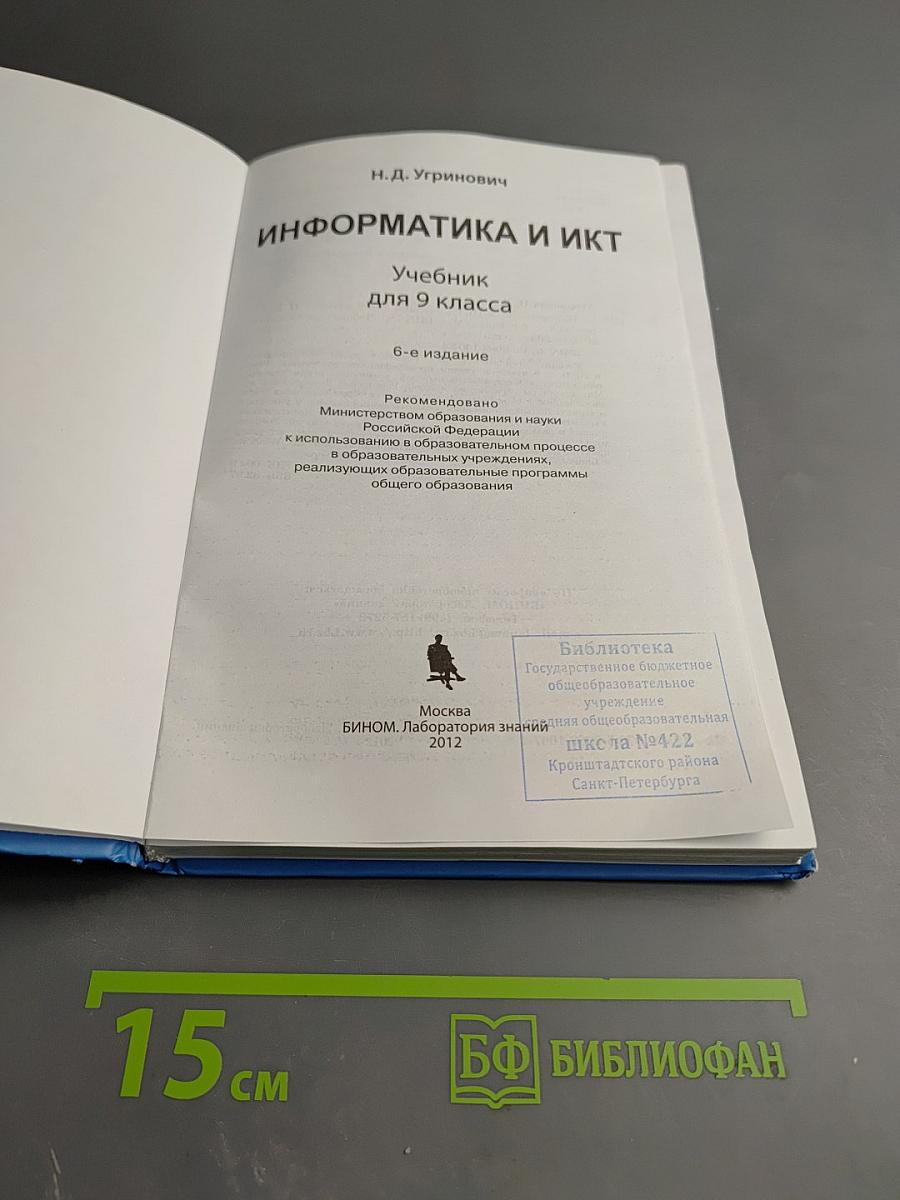 Н. Д. Угринович
ИНФОРМАТИКА И ИКТ
Учебник
для 9 класса
6-е издание
Рекомендовано
Министерством образования и науки
Российской Федерации
к использованию в образовательном процессе
в образовательных учреждениях,
реализующих образовательные программы
общего образования
Москва
БИНОМ. Лаборатория знаний
2012
Библиотека
Государственное бюджетное
общеобразовательное
учреждение
средняя общеобразовательная
школа №422
Кронштадтского района
Санкт-Петербурга
15 см
БФ БИБЛИОФАН